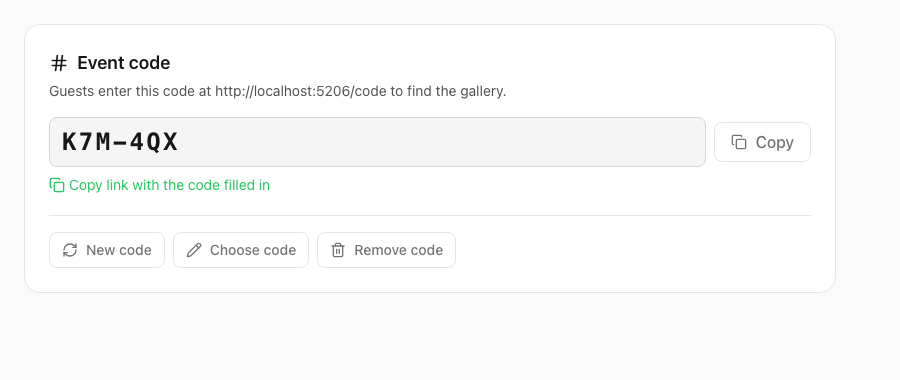 Event code
Guests enter this code at http://localhost:5206/code to find the gallery.
K7M-4QX
Copy
Copy link with the code filled in
New code
Choose code
Remove code